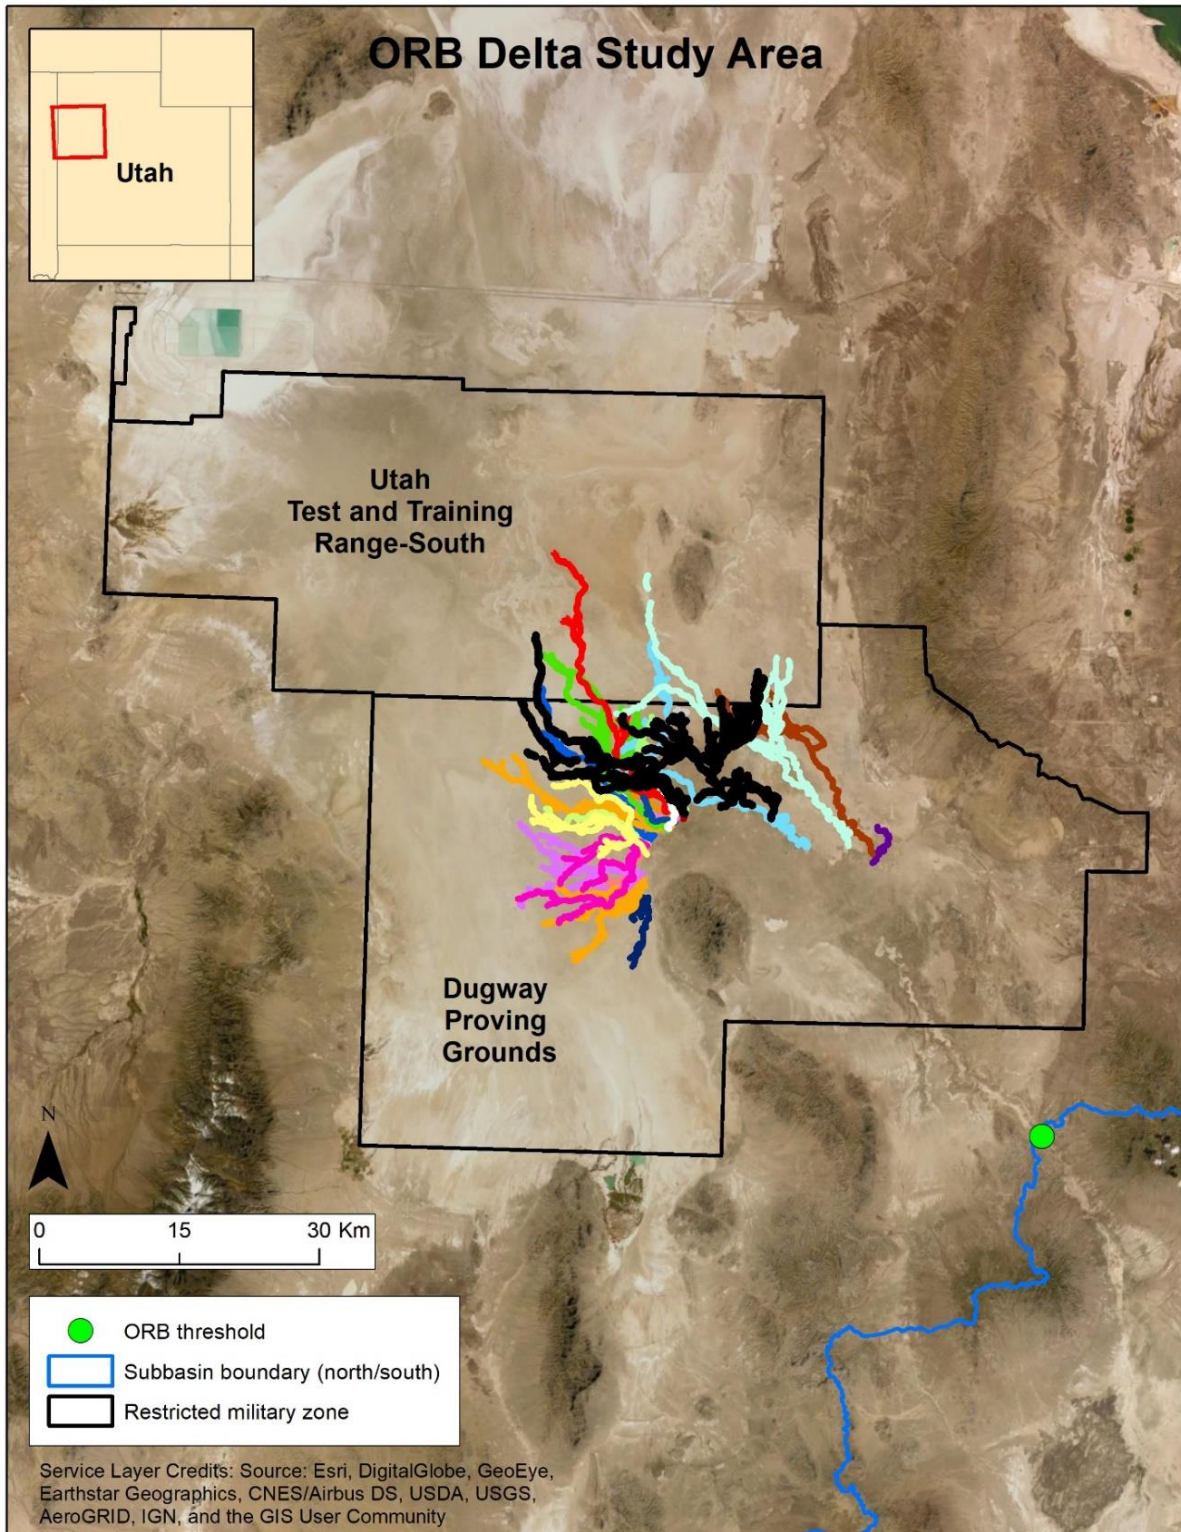 ORB Delta Study Area
Utah
Utah
Test and Training
Range-South
Dugway
Proving
Grounds
N
0 15 30 Km
ORB threshold
Subbasin boundary (north/south)
Restricted military zone
Service Layer Credits: Source: Esri, DigitalGlobe, GeoEye,
Earthstar Geographics, CNES/Airbus DS, USDA, USGS,
AeroGRID, IGN, and the GIS User Community